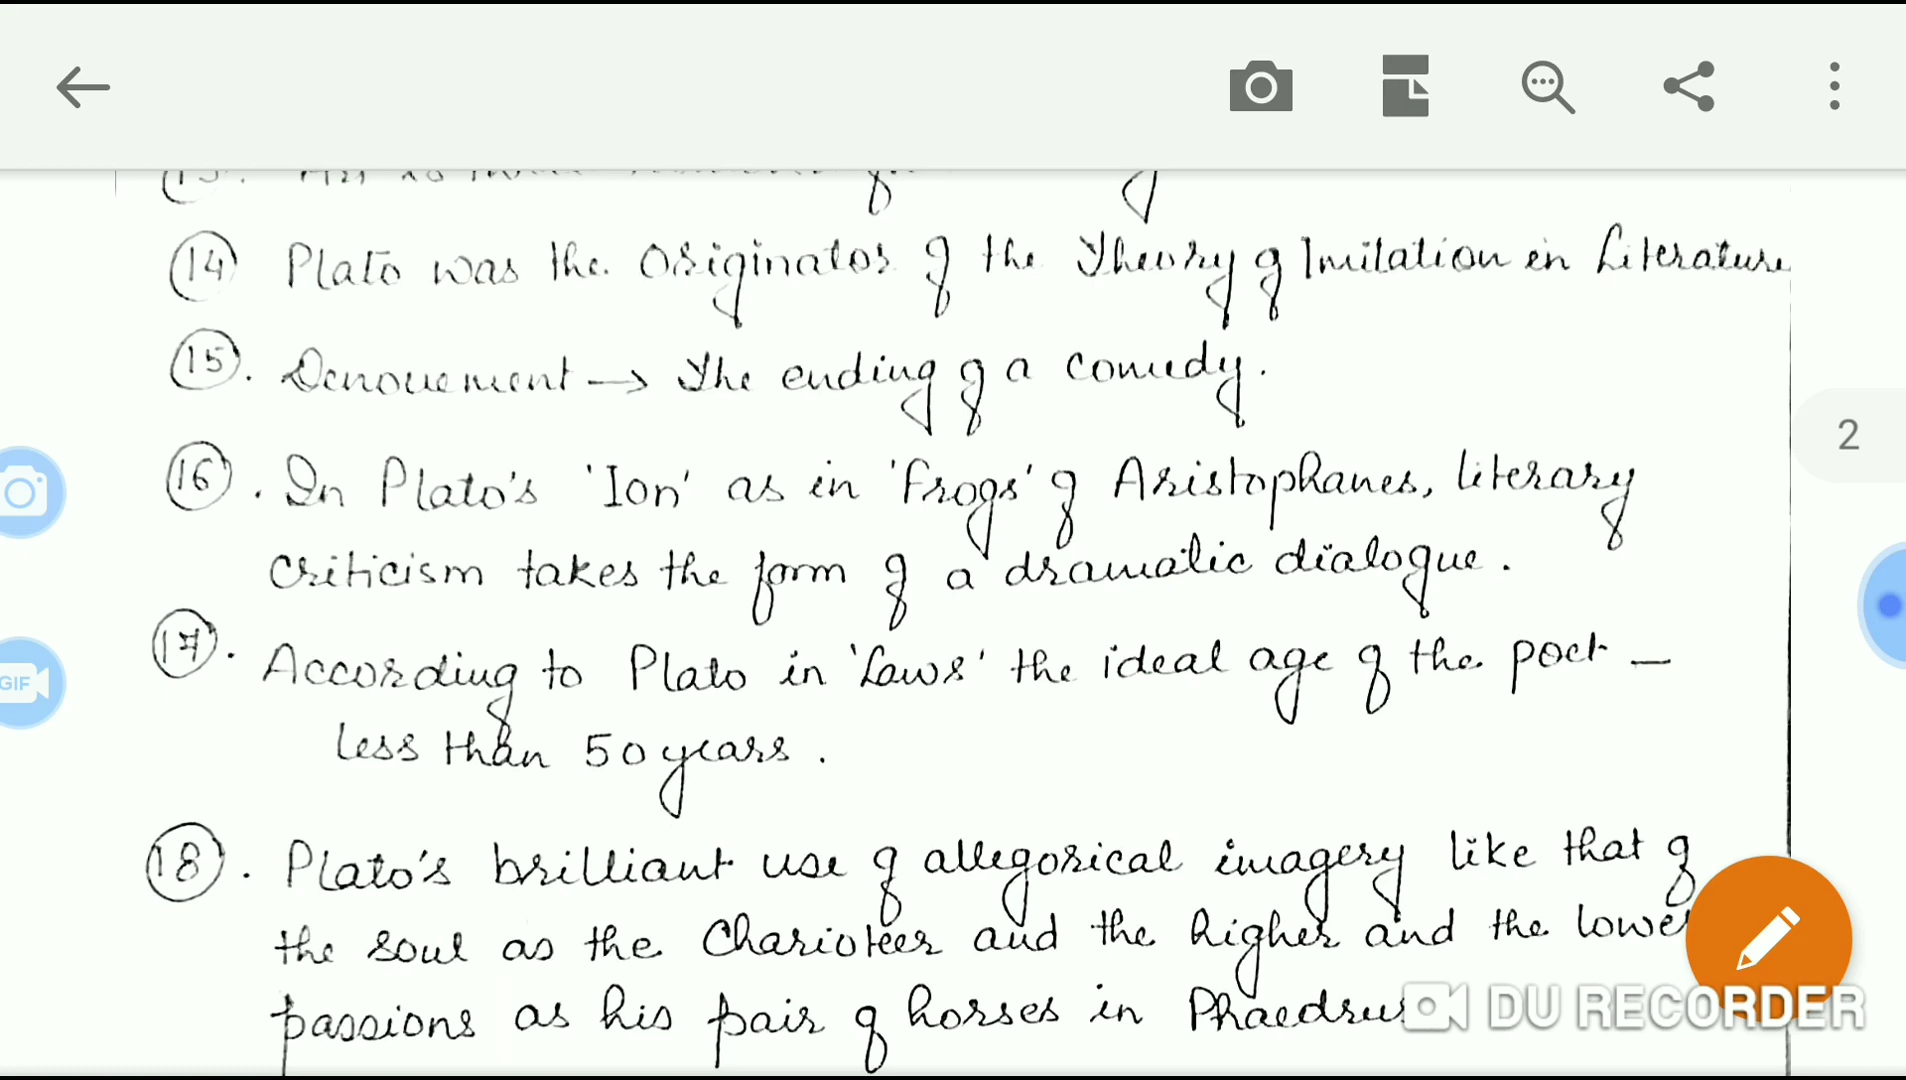 (14) Plato was the Originator of the Theory of Imitation in Literature
(15). Denouement → The ending of a comedy.
(16). In Plato's 'Ion' as in 'Frogs' of Aristophanes, literary
criticism takes the form of a dramatic dialogue.
(17). According to Plato in 'Laws' the ideal age of the poet —
less than 50 years.
(18). Plato's brilliant use of allegorical imagery like that of
the soul as the Charioteer and the higher and the lower
passions as his pair of horses in Phaedrus
2
GIF
DU RECORDER